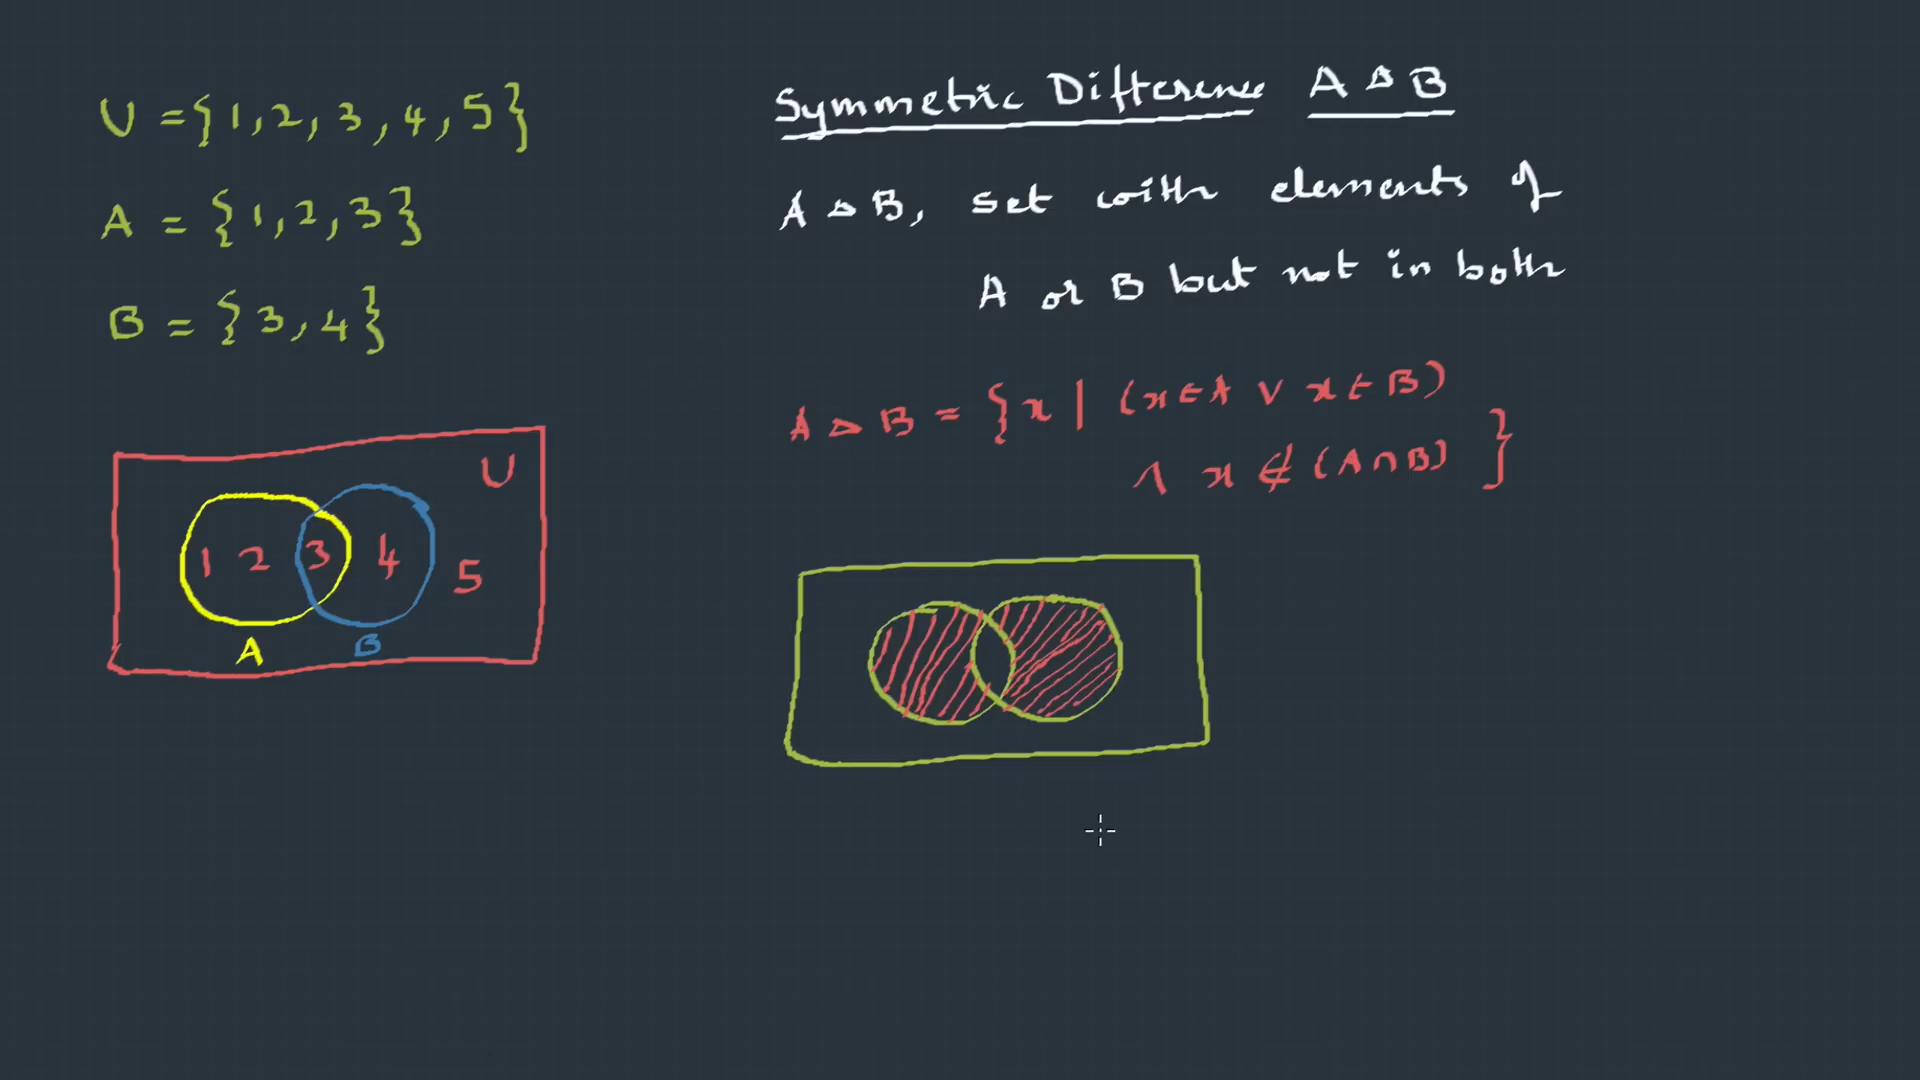 U = {1, 2, 3, 4, 5}
A = {1, 2, 3}
B = {3, 4}
U
1 2 3 4 5
A B
Symmetric Difference A Δ B
A Δ B, set with elements of
A or B but not in both
A Δ B = {x | (x ∈ A ∨ x ∈ B)
∧ x ∉ (A ∩ B) }